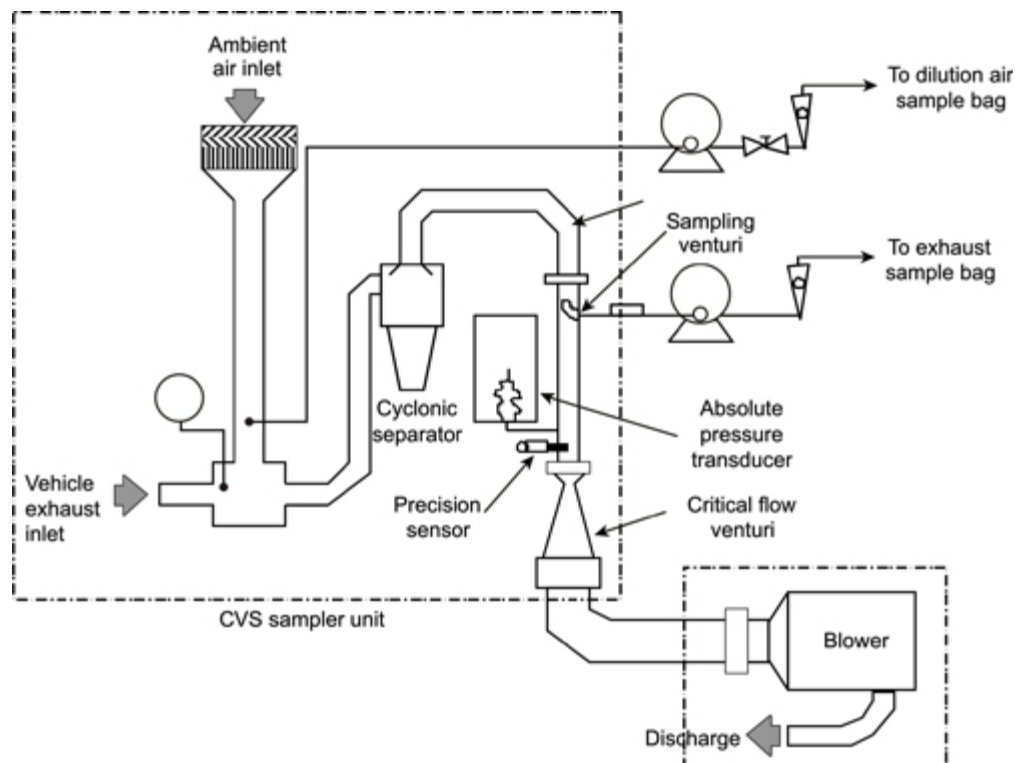 Ambient
air inlet
To dilution air
sample bag
Sampling
venturi
To exhaust
sample bag
Cyclonic
separator
Absolute
pressure
transducer
Vehicle
exhaust
inlet
Precision
sensor
Critical flow
venturi
CVS sampler unit
Blower
Discharge